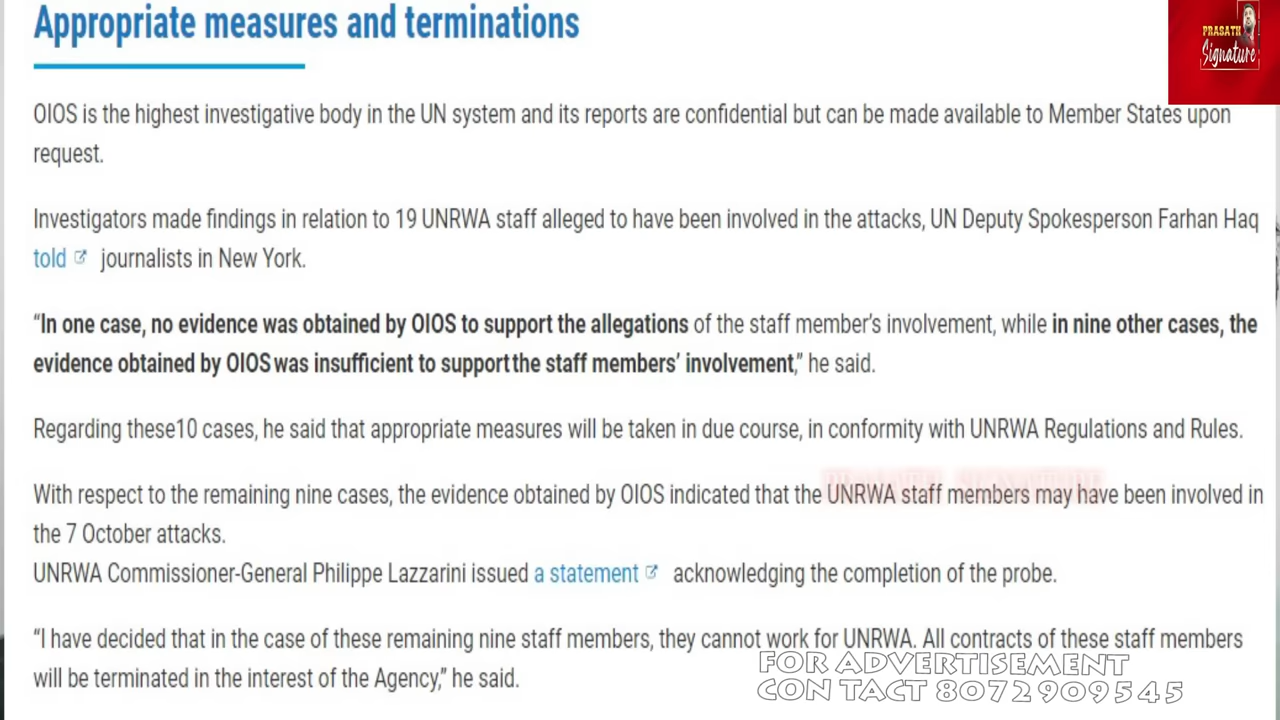 Appropriate measures and terminations
PRASATH
Signature
OIOS is the highest investigative body in the UN system and its reports are confidential but can be made available to Member States upon
request.
Investigators made findings in relation to 19 UNRWA staff alleged to have been involved in the attacks, UN Deputy Spokesperson Farhan Haq
told journalists in New York.
“In one case, no evidence was obtained by OIOS to support the allegations of the staff member's involvement, while in nine other cases, the
evidence obtained by OIOS was insufficient to support the staff members’ involvement,” he said.
Regarding these10 cases, he said that appropriate measures will be taken in due course, in conformity with UNRWA Regulations and Rules.
With respect to the remaining nine cases, the evidence obtained by OIOS indicated that the UNRWA staff members may have been involved in
the 7 October attacks.
UNRWA Commissioner-General Philippe Lazzarini issued a statement acknowledging the completion of the probe.
“I have decided that in the case of these remaining nine staff members, they cannot work for UNRWA. All contracts of these staff members
will be terminated in the interest of the Agency,” he said.
FOR ADVERTISEMENT
CON TACT 8072909545